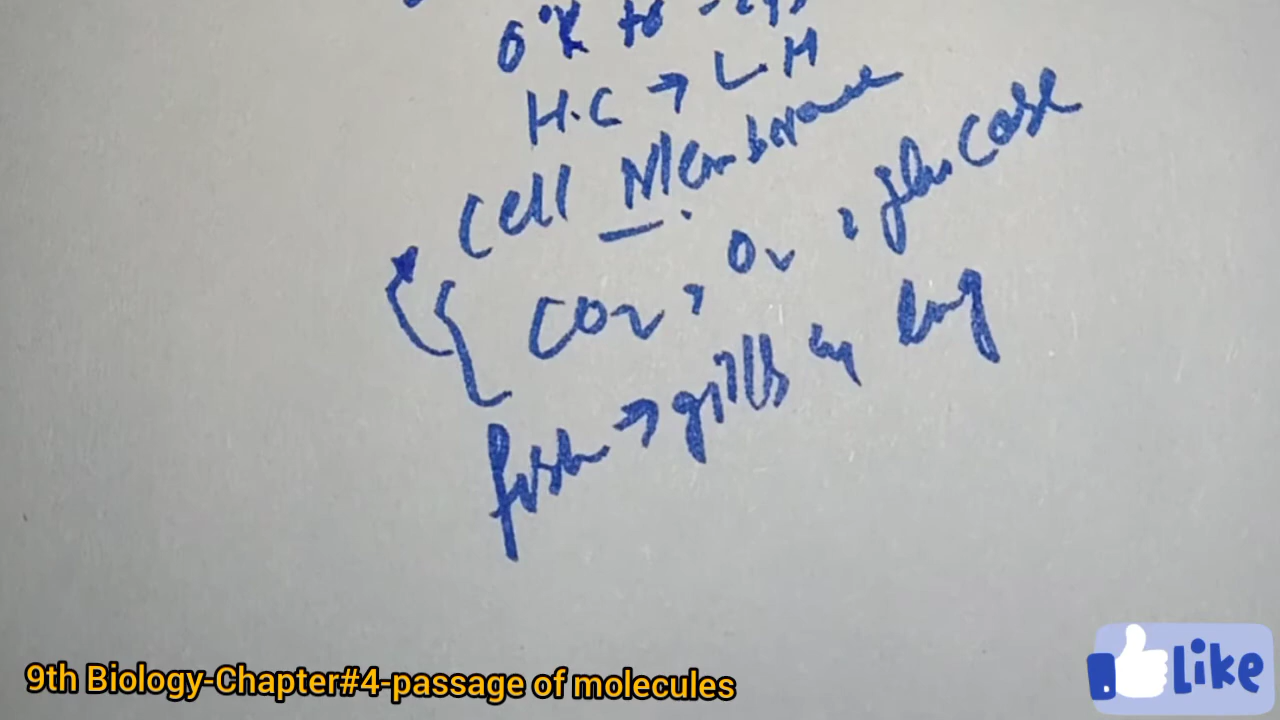 H.C → L.H
Cell Membrane
CO2, O2, glucose
fish → gills
9th Biology-Chapter#4-passage of molecules
Like